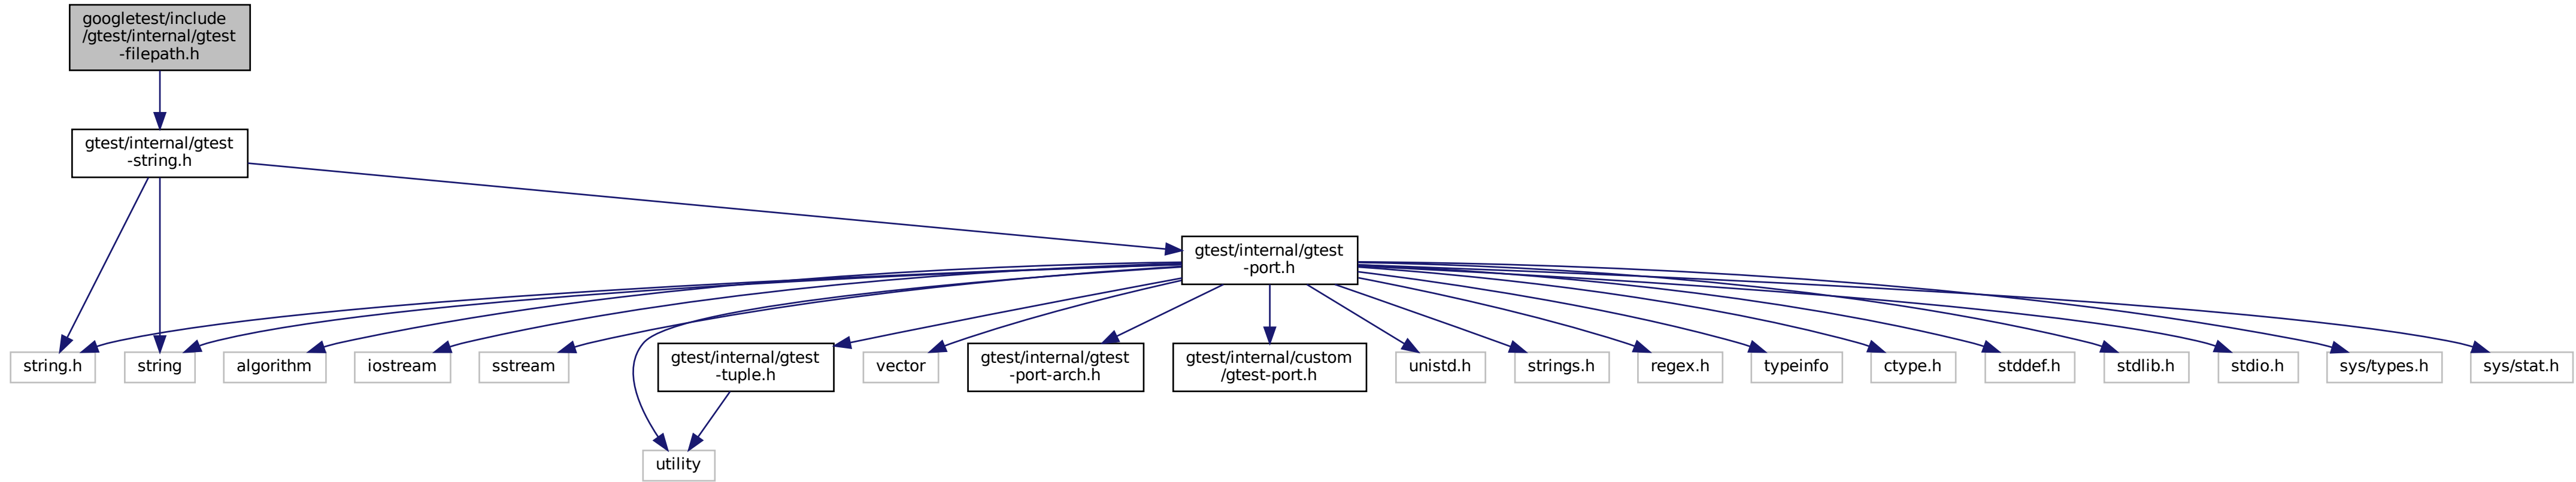 googletest/include
/gtest/internal/gtest
-filepath.h
gtest/internal/gtest
-string.h
gtest/internal/gtest
-port.h
string.h
string
algorithm
iostream
sstream
gtest/internal/gtest
-tuple.h
vector
gtest/internal/gtest
-port-arch.h
gtest/internal/custom
/gtest-port.h
unistd.h
strings.h
regex.h
typeinfo
ctype.h
stddef.h
stdlib.h
stdio.h
sys/types.h
sys/stat.h
utility